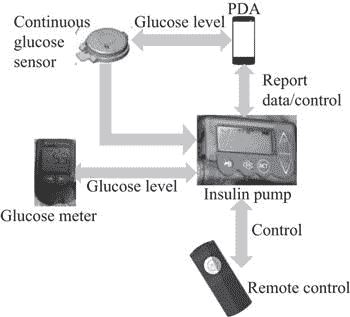 Continuous
glucose
sensor
Glucose level
PDA
Report
data/control
Glucose level
Glucose meter
Insulin pump
Control
Remote control